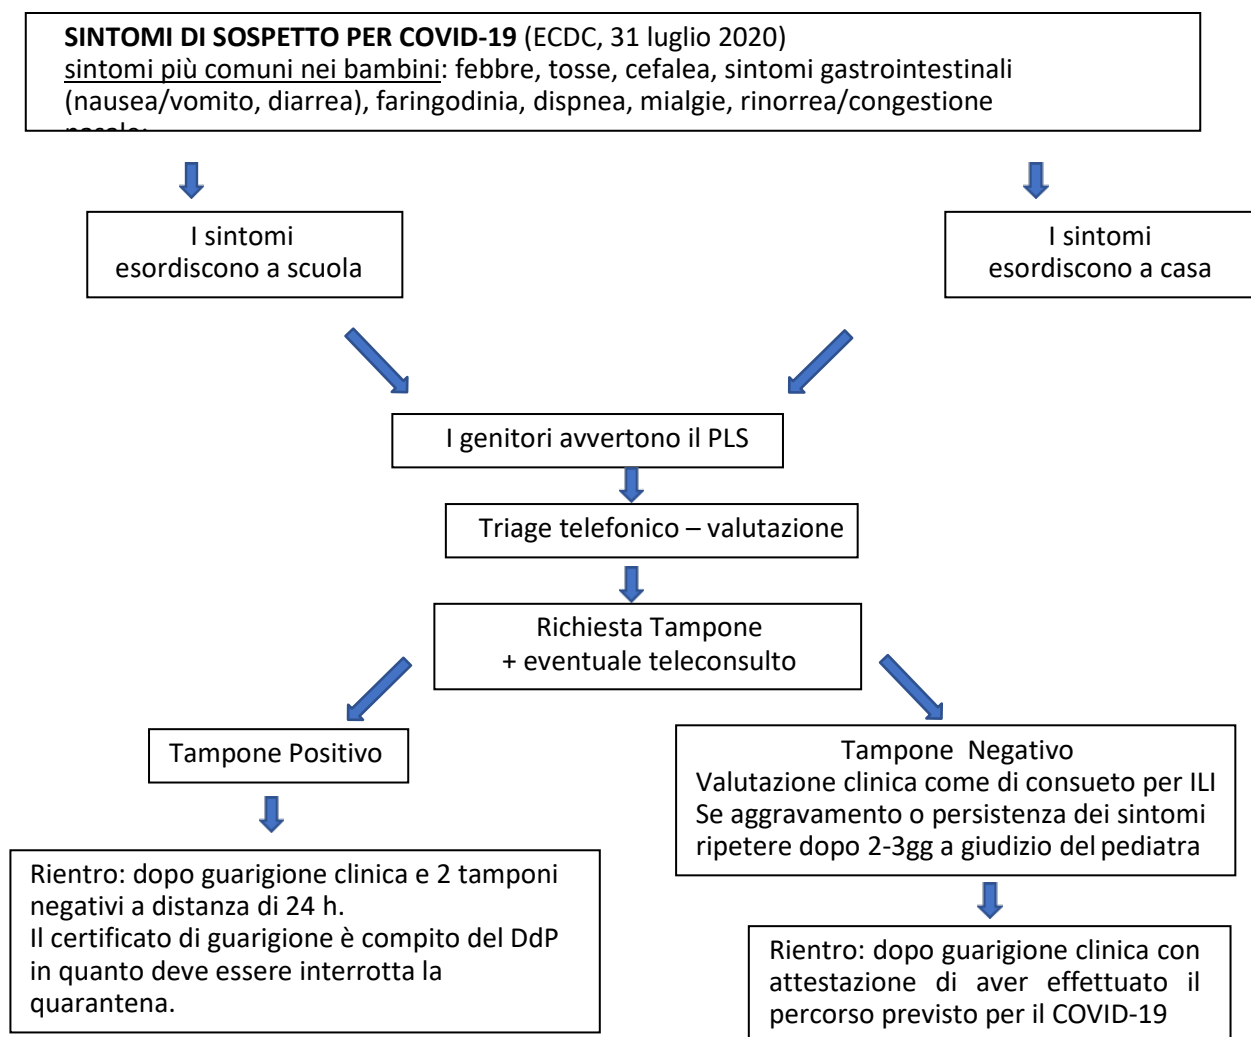 SINTOMI DI SOSPETTO PER COVID-19 (ECDC, 31 luglio 2020)
sintomi più comuni nei bambini: febbre, tosse, cefalea, sintomi gastrointestinali
(nausea/vomito, diarrea), faringodinia, dispnea, mialgie, rinorrea/congestione
I sintomi
esordiscono a scuola
I sintomi
esordiscono a casa
I genitori avvertono il PLS
Triage telefonico – valutazione
Richiesta Tampone
+ eventuale teleconsulto
Tampone Positivo
Tampone Negativo
Valutazione clinica come di consueto per ILI
Se aggravamento o persistenza dei sintomi
ripetere dopo 2-3gg a giudizio del pediatra
Rientro: dopo guarigione clinica e 2 tamponi
negativi a distanza di 24 h.
Il certificato di guarigione è compito del DdP
in quanto deve essere interrotta la
quarantena.
Rientro: dopo guarigione clinica con
attestazione di aver effettuato il
percorso previsto per il COVID-19